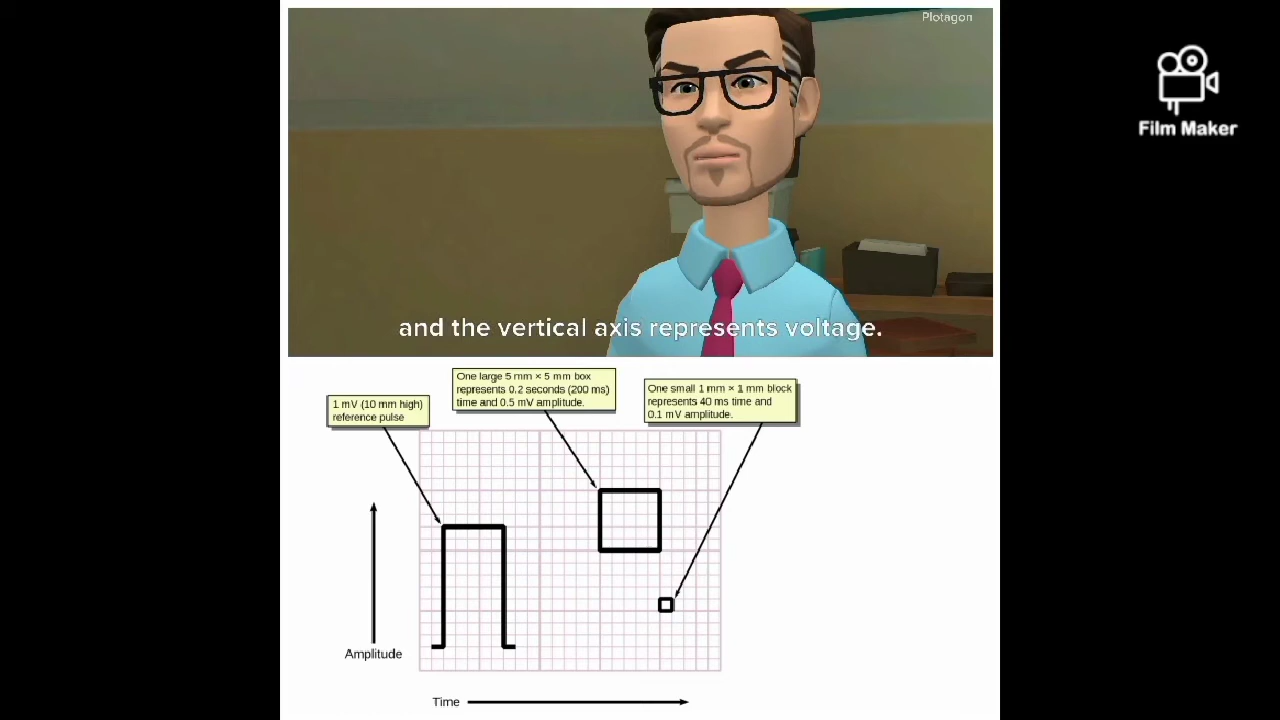 Plotagon
Film Maker
and the vertical axis represents voltage.
One large 5 mm × 5 mm box
represents 0.2 seconds (200 ms)
time and 0.5 mV amplitude.
One small 1 mm × 1 mm block
represents 40 ms time and
0.1 mV amplitude.
1 mV (10 mm high)
reference pulse
Amplitude
Time